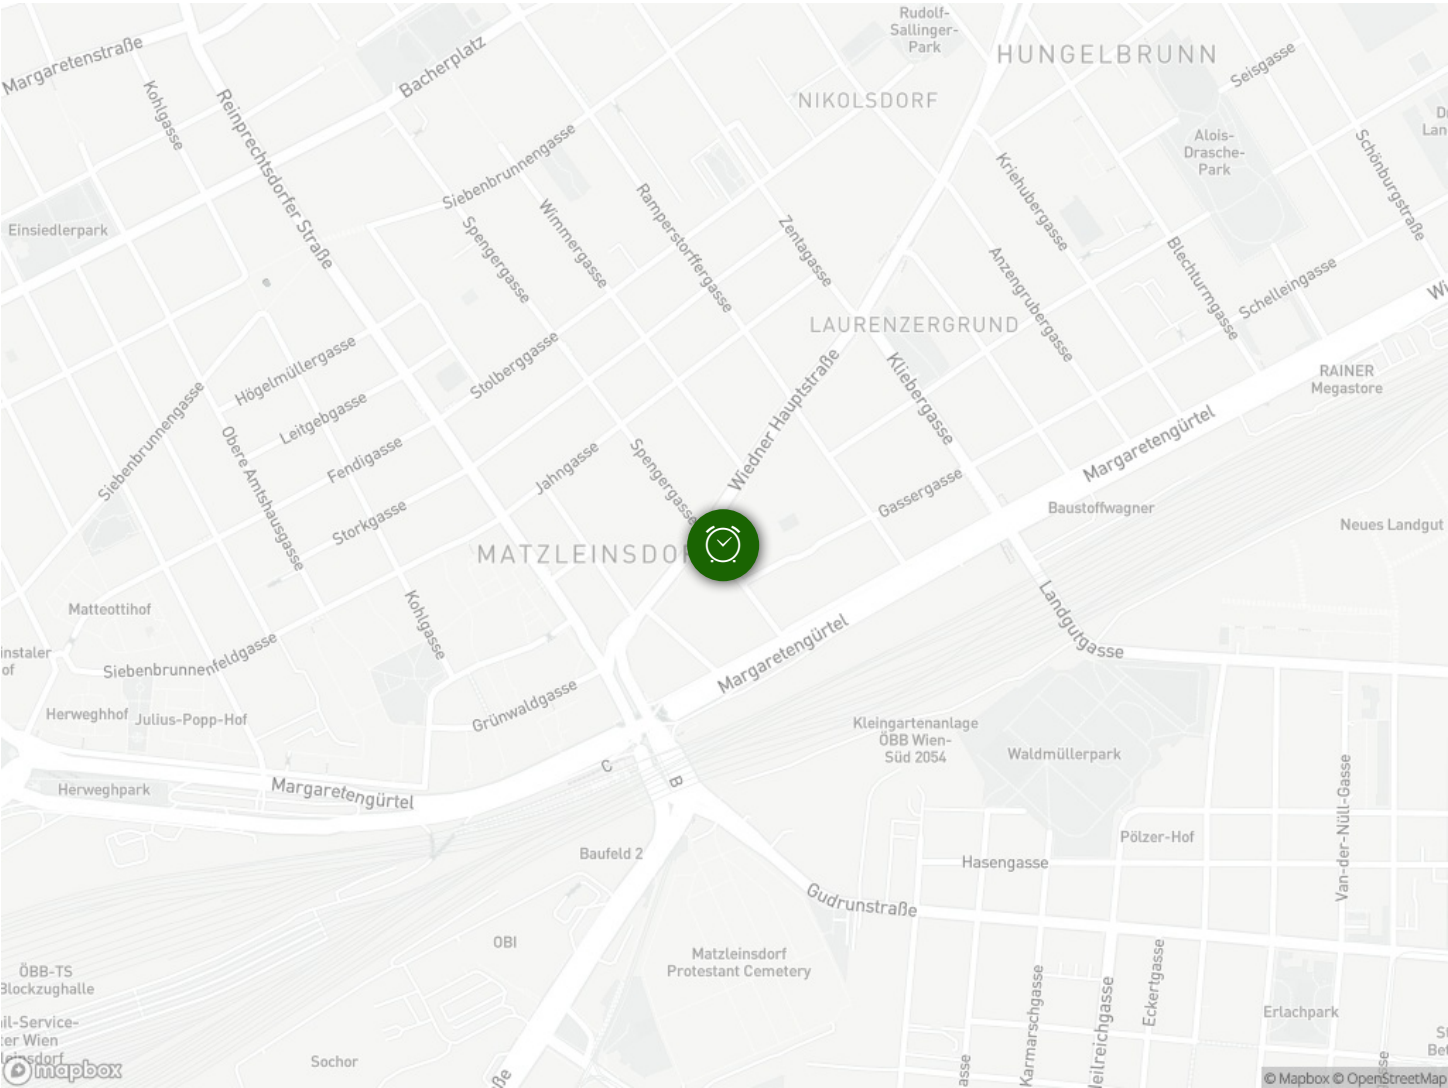 Rudolf-
Sallinger-
Park
HUNGELBRUNN
Margaretenstraße
Bacherplatz
Seisgasse
Kohlgasse
Reinprechtsdorfer Straße
NIKOLSDORF
Alois-
Drasche-
Park
Schönburgstraße
Siebenbrunnengasse
Kriehubergasse
Einsiedlerpark
Spengergasse
Wimmergasse
Ramperstorffergasse
Zentagasse
Anzengrubergasse
Blechturmgasse
Schelleingasse
LAURENZERGRUND
Högelmüllergasse
Stolberggasse
Wiedner Hauptstraße
Kliebergasse
RAINER
Megastore
Siebenbrunnengasse
Leitgebgasse
Obere Amtshausgasse
Fendigasse
Jahngasse
Spengergasse
Margaretengürtel
Storkgasse
Gassergasse
Baustoffwagner
Neues Landgut
MATZLEINSDOR
Matteottihof
Kohlgasse
Landgutgasse
Siebenbrunnenfeldgasse
Margaretengürtel
Herweghhof
Julius-Popp-Hof
Grünwaldgasse
Kleingartenanlage
ÖBB Wien-
Süd 2054
Waldmüllerpark
C
B
Herweghpark
Margaretengürtel
Van-der-Nüll-Gasse
Baufeld 2
Pölzer-Hof
Hasengasse
Gudrunstraße
OBI
Matzleinsdorf
Protestant Cemetery
ÖBB-TS
Blockzughalle
Karmarschgasse
Eckertgasse
Erlachpark
Sochor
mapbox
© Mapbox © OpenStreetMap